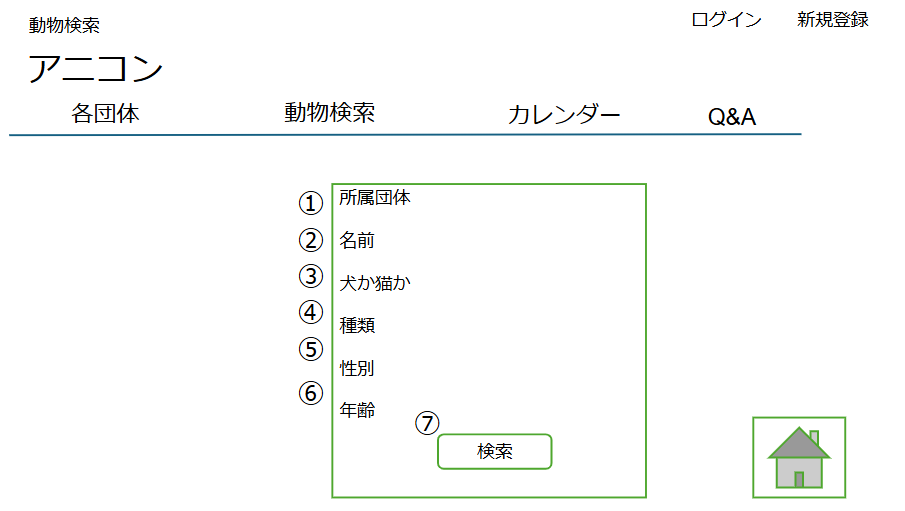 動物検索
ログイン 新規登録
アニコン
各団体 動物検索 カレンダー Q&A
① 所属団体
② 名前
③ 犬か猫か
④ 種類
⑤ 性別
⑥ 年齢
⑦
検索